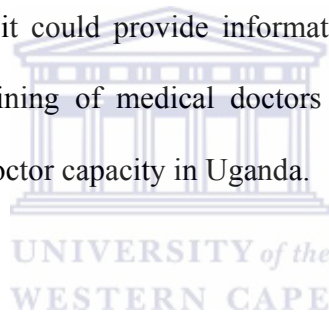 it could provide informat
ining of medical doctors
octor capacity in Uganda.
UNIVERSITY of the
WESTERN CAPE